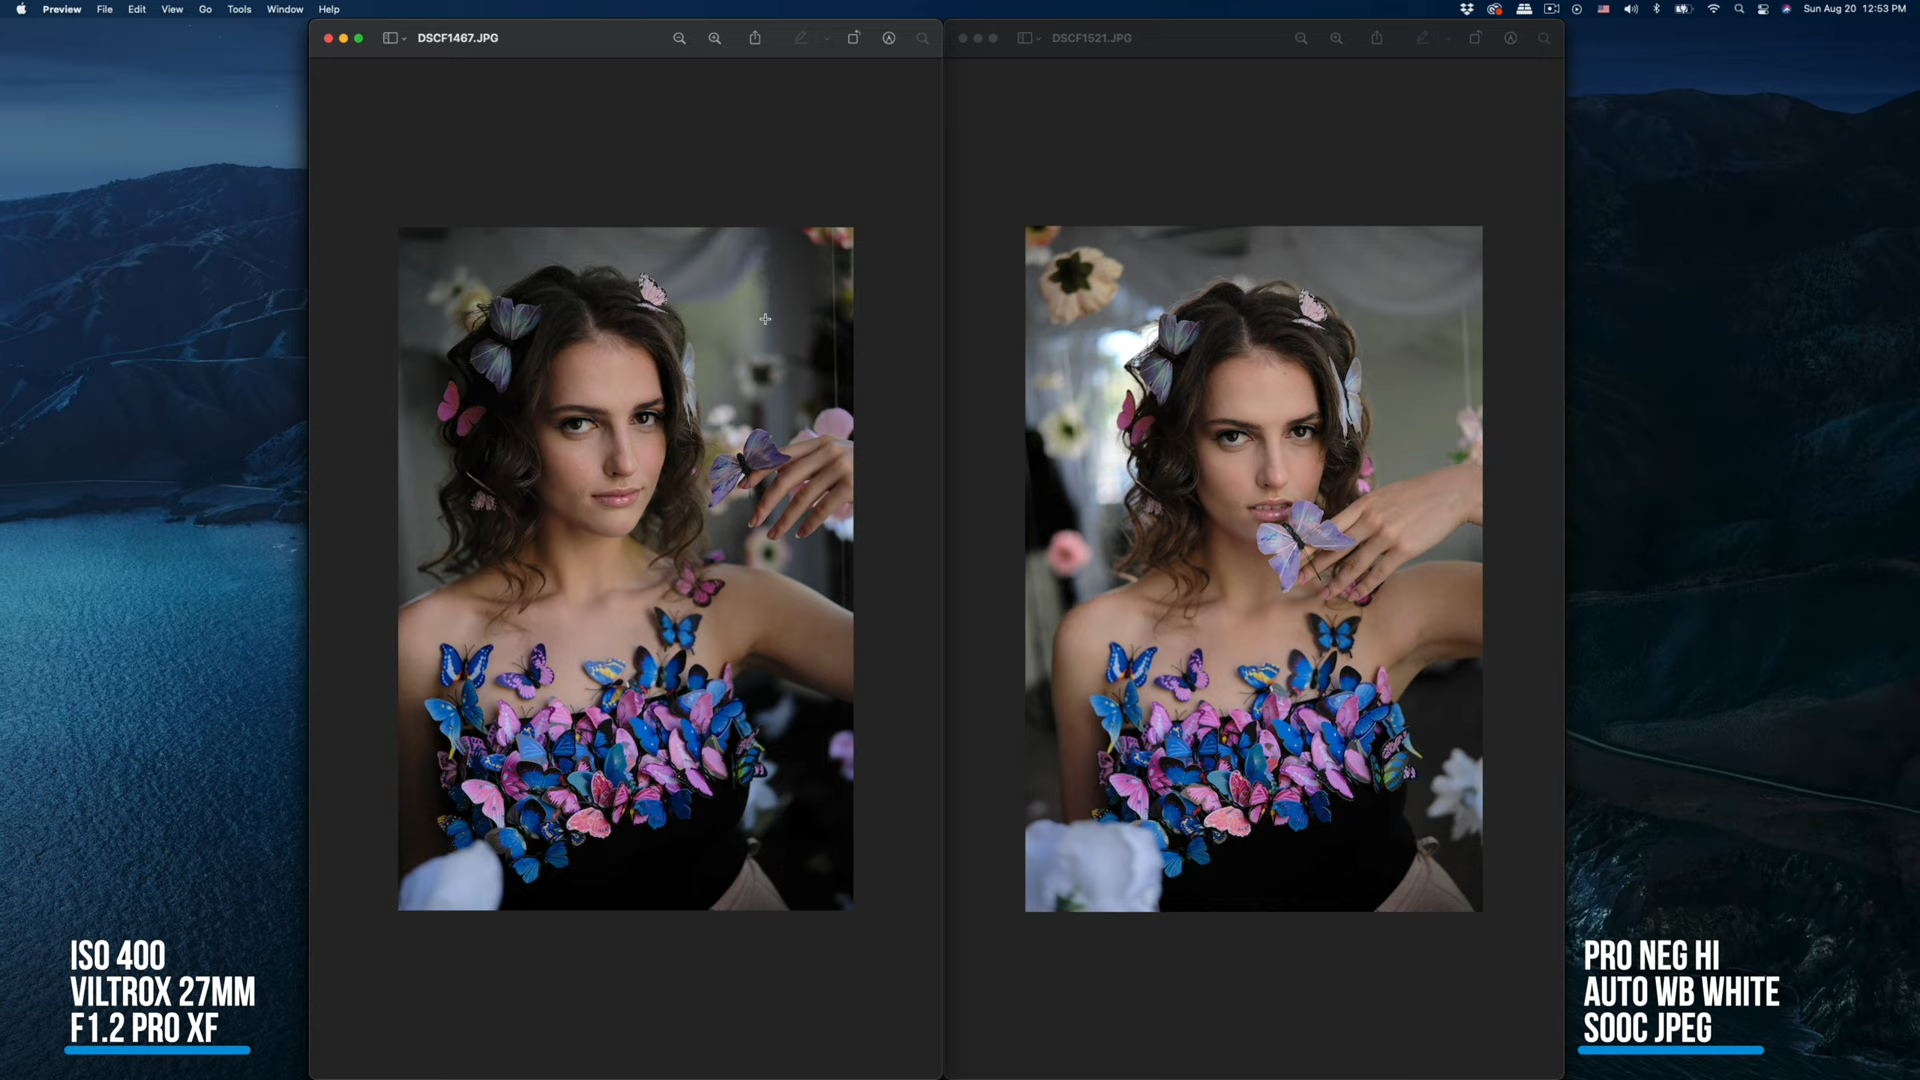 Preview File Edit View Go Tools Window Help
Sun Aug 20 12:53 PM
DSCF1467.JPG
DSCF1521.JPG
ISO 400
VILTROX 27MM
F1.2 PRO XF
PRO NEG HI
AUTO WB WHITE
SOOC JPEG